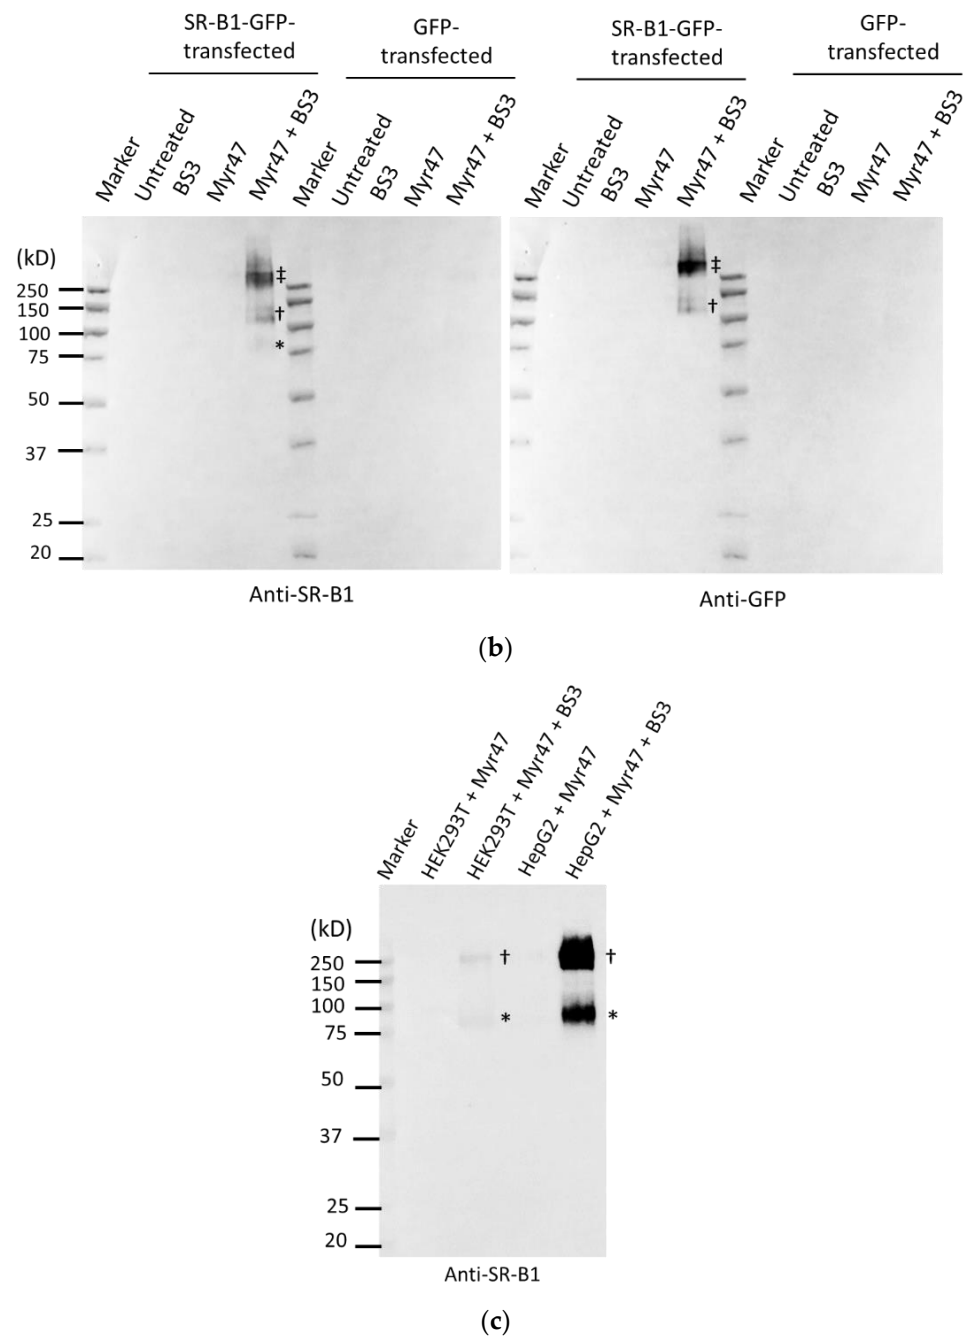 SR-B1-GFP-
transfected
GFP-
transfected
SR-B1-GFP-
transfected
GFP-
transfected
Marker
Untreated
BS3
Myr47
Myr47 + BS3
Marker
Untreated
BS3
Myr47
Myr47 + BS3
Marker
Untreated
BS3
Myr47
Myr47 + BS3
Marker
Untreated
BS3
Myr47
Myr47 + BS3
(kD)
250
150
100
75
50
37
25
20
‡
†
*
‡
†
Anti-SR-B1
Anti-GFP
(b)
Marker
HEK293T + Myr47
HEK293T + Myr47 + BS3
HepG2 + Myr47
HepG2 + Myr47 + BS3
(kD)
250
150
100
75
50
37
25
20
†
*
†
*
Anti-SR-B1
(c)